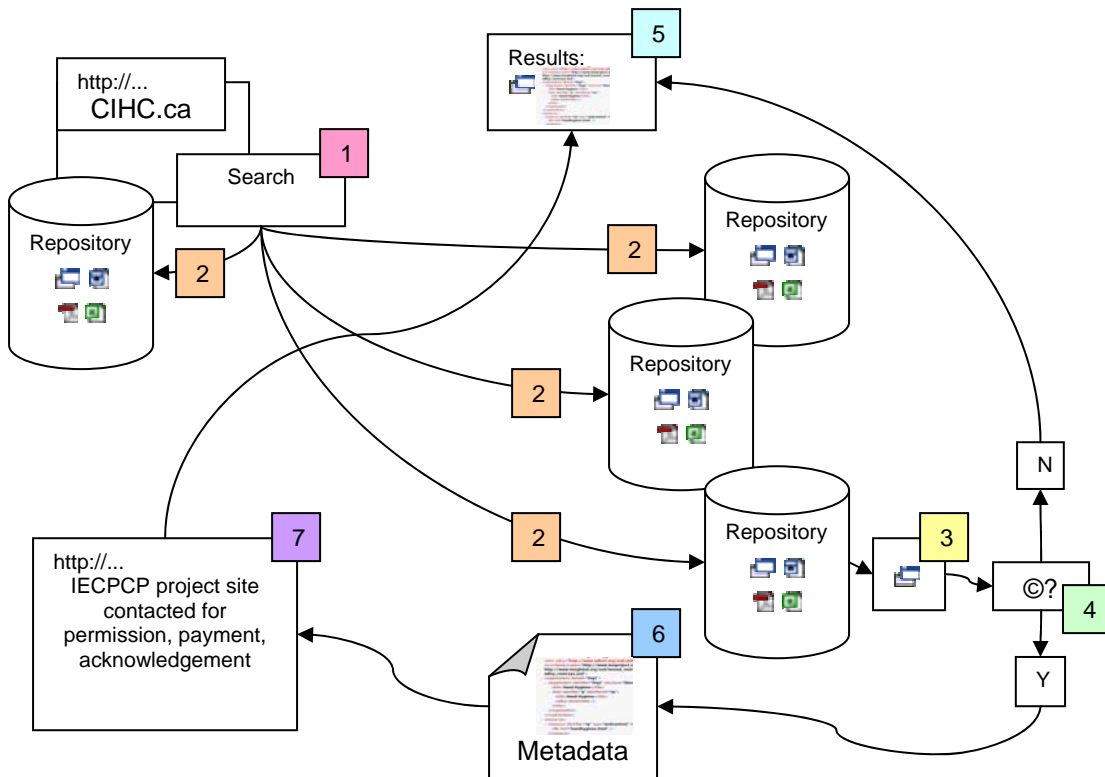 5
Results:
http://...
CIHC.ca
1
Search
Repository
2
2
Repository
Repository
2
N
Repository
2
3
©?
4
7
http://...
IECPCP project site
contacted for
permission, payment,
acknowledgement
6
Y
Metadata